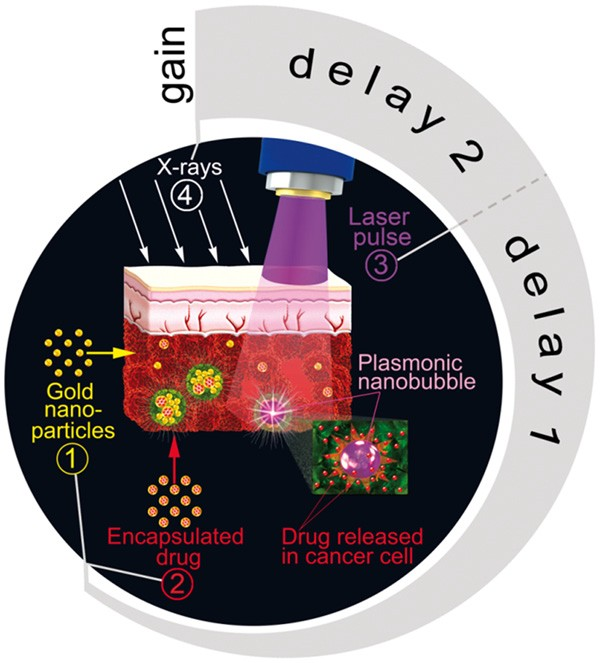 gain
delay 2
delay 1
X-rays
4
Laser
pulse
3
Plasmonic
nanobubble
Gold
nano-
particles
1
Encapsulated
drug
2
Drug released
in cancer cell